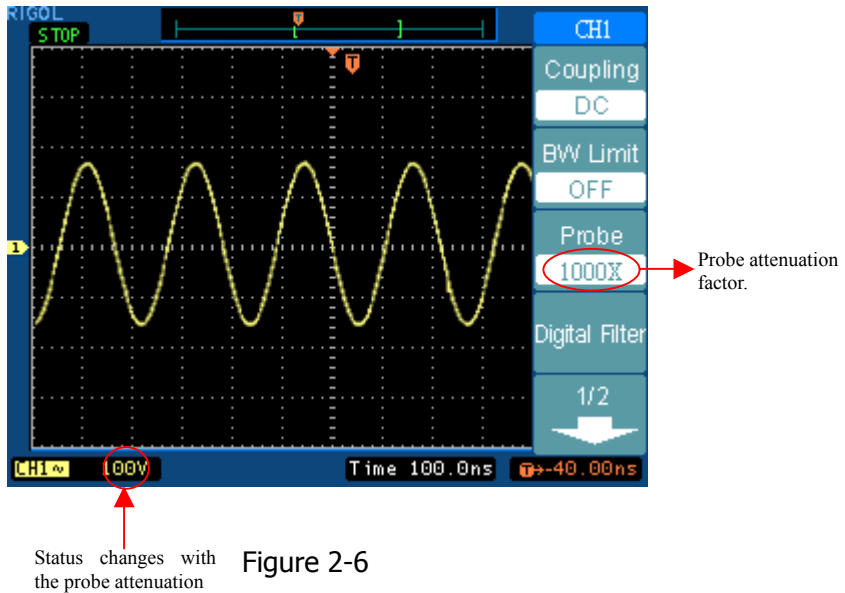 RIGOL
STOP
T
CH1
T
Coupling
DC
BW Limit
OFF
1
Probe
1000X
Probe attenuation
factor.
Digital Filter
1/2
CH1~ 100V Time 100.0ns T→-40.00ns
Status changes with
the probe attenuation
Figure 2-6